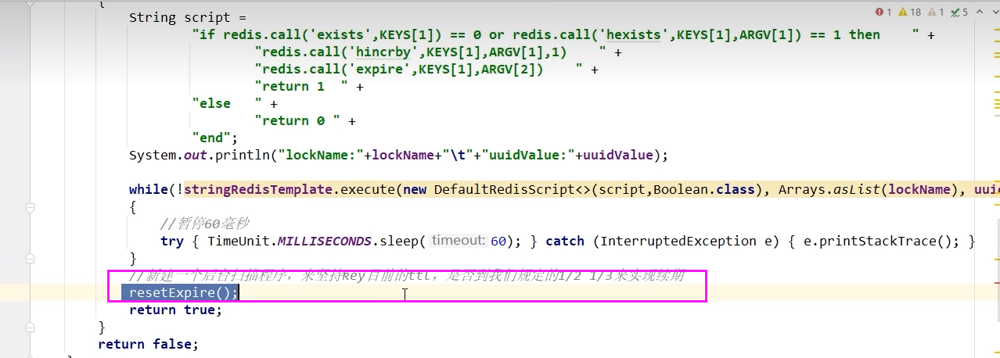 {
1 18 1 5
String script =
"if redis.call('exists',KEYS[1]) == 0 or redis.call('hexists',KEYS[1],ARGV[1]) == 1 then    " +
"redis.call('hincrby',KEYS[1],ARGV[1],1)    " +
"redis.call('expire',KEYS[1],ARGV[2])    " +
"return 1  " +
"else   " +
"return 0 " +
"end";
System.out.println("lockName:"+lockName+"\t"+"uuidValue:"+uuidValue);
while(!stringRedisTemplate.execute(new DefaultRedisScript<>(script,Boolean.class), Arrays.asList(lockName), uuid
{
//暂停60毫秒
try { TimeUnit.MILLISECONDS.sleep( timeout: 60); } catch (InterruptedException e) { e.printStackTrace(); }
}
//新建一个后台扫描程序，来坚持key目前的ttl，是否到我们规定的1/2 1/3来实现续期
resetExpire();
return true;
}
return false;